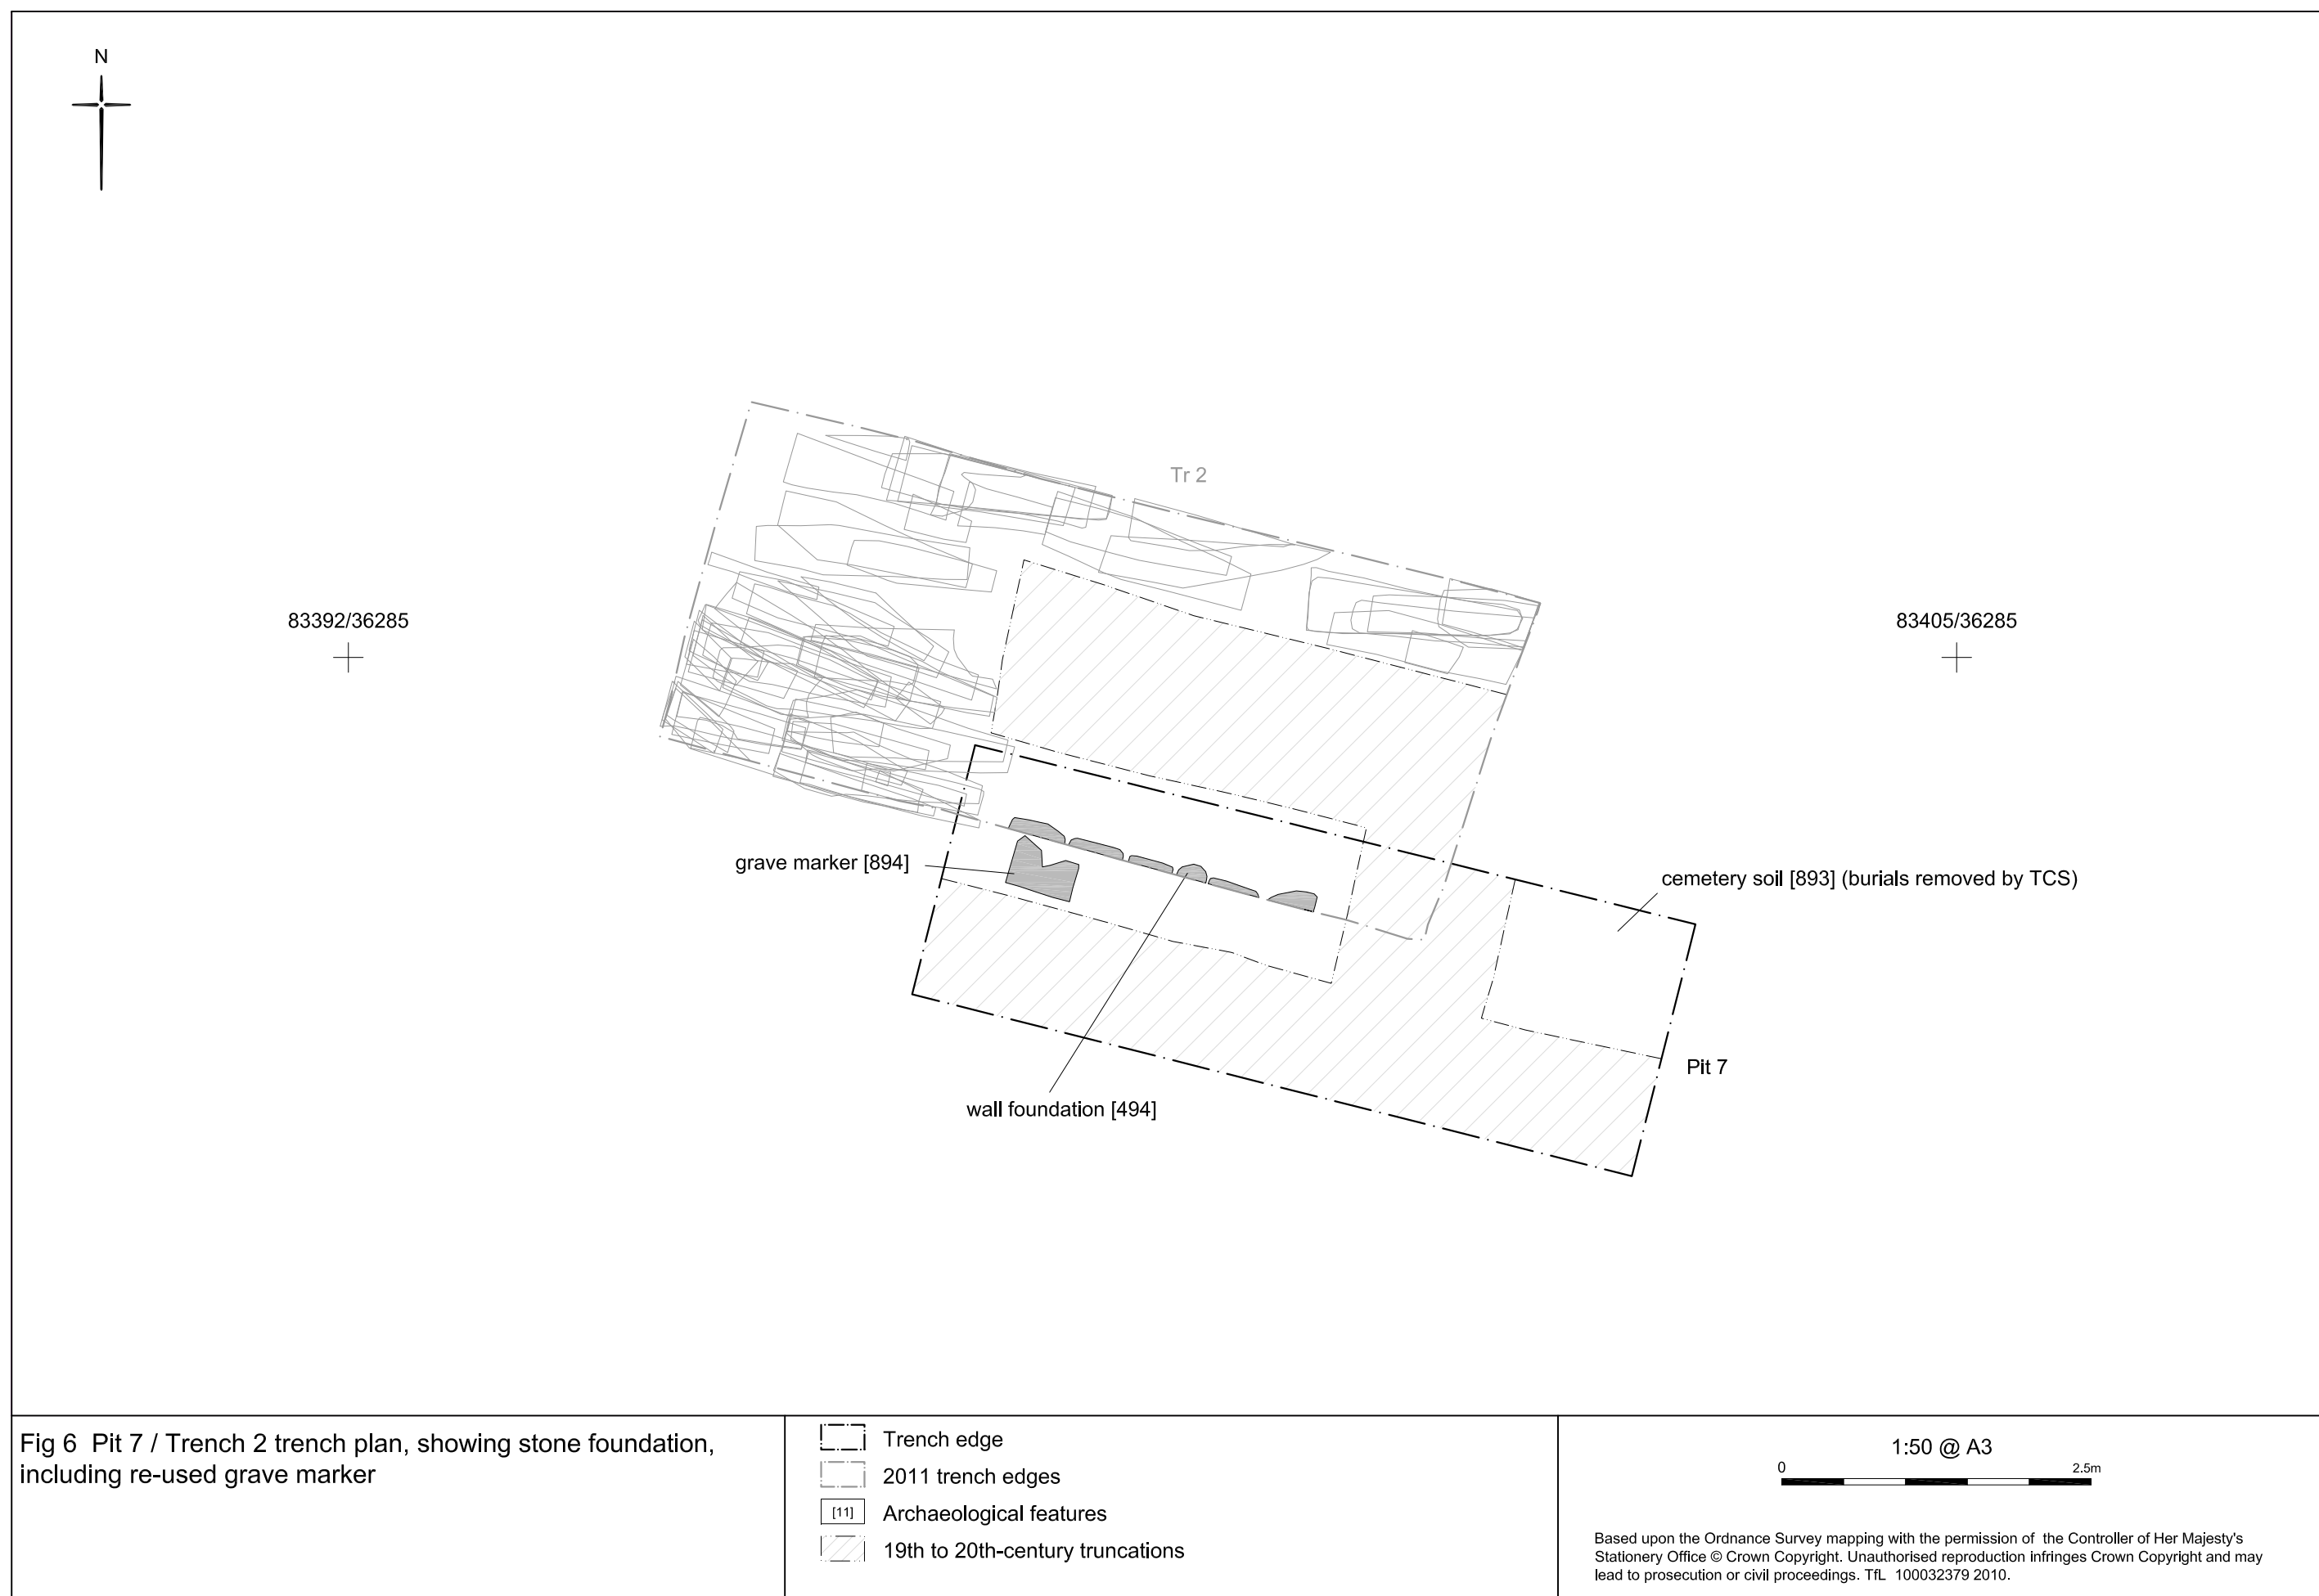 N
Tr 2
83392/36285
83405/36285
grave marker [894]
cemetery soil [893] (burials removed by TCS)
Pit 7
wall foundation [494]
Fig 6 Pit 7 / Trench 2 trench plan, showing stone foundation,
including re-used grave marker
Trench edge
2011 trench edges
[11] Archaeological features
19th to 20th-century truncations
1:50 @ A3
0 2.5m
Based upon the Ordnance Survey mapping with the permission of the Controller of Her Majesty's
Stationery Office © Crown Copyright. Unauthorised reproduction infringes Crown Copyright and may
lead to prosecution or civil proceedings. TfL 100032379 2010.